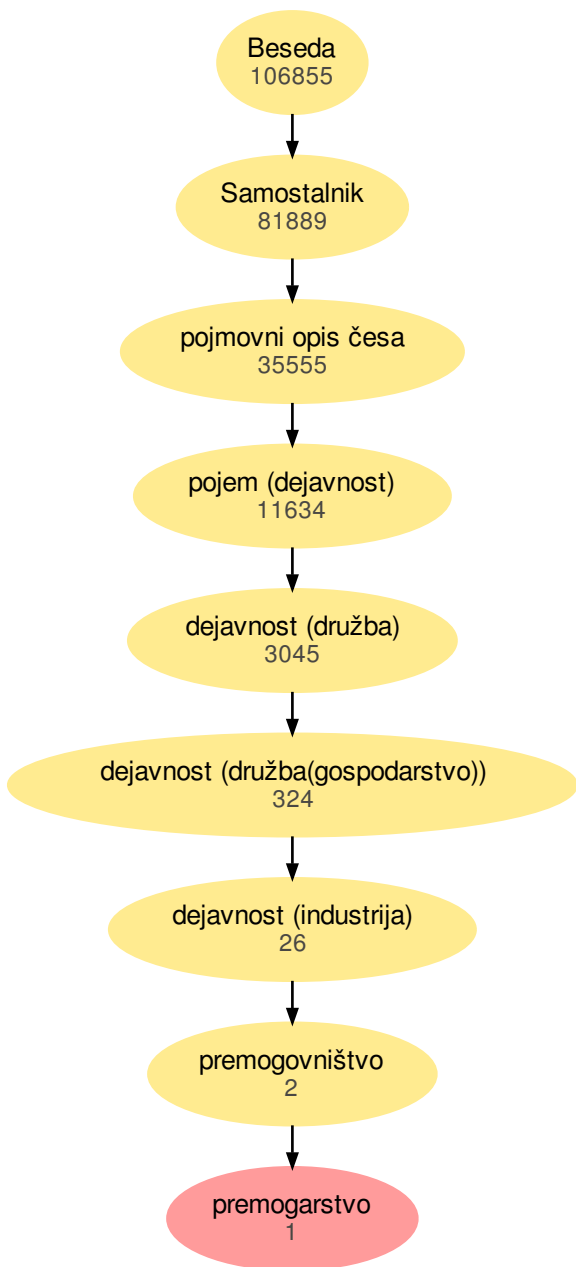 Beseda
106855
Samostalnik
81889
pojmovni opis česa
35555
pojem (dejavnost)
11634
dejavnost (družba)
3045
dejavnost (družba(gospodarstvo))
324
dejavnost (industrija)
26
premogovništvo
2
premogarstvo
1